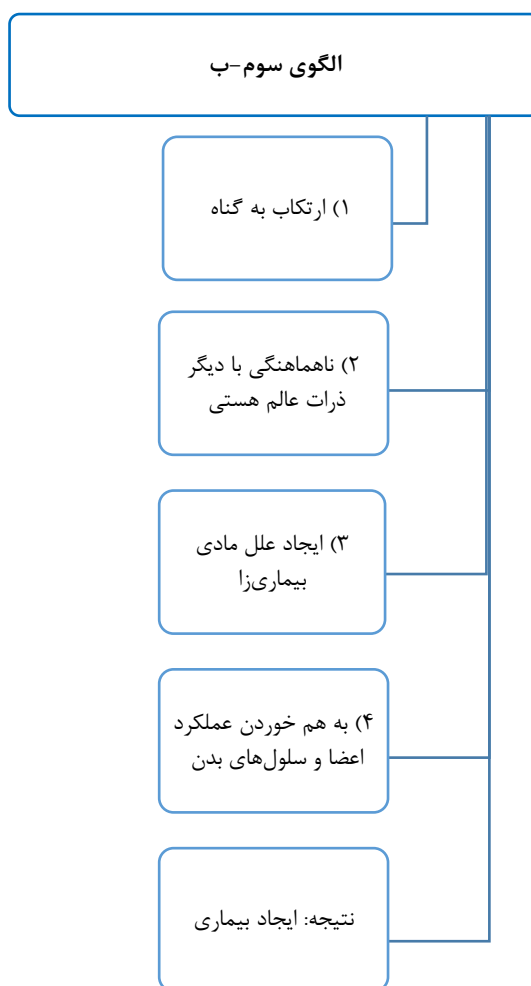 الگوی سوم-ب
۱) ارتکاب به گناه
۲) ناهماهنگی با دیگر
ذرات عالم هستی
۳) ایجاد علل مادی
بیماری‌زا
۴) به هم خوردن عملکرد
اعضا و سلول‌های بدن
نتیجه: ایجاد بیماری